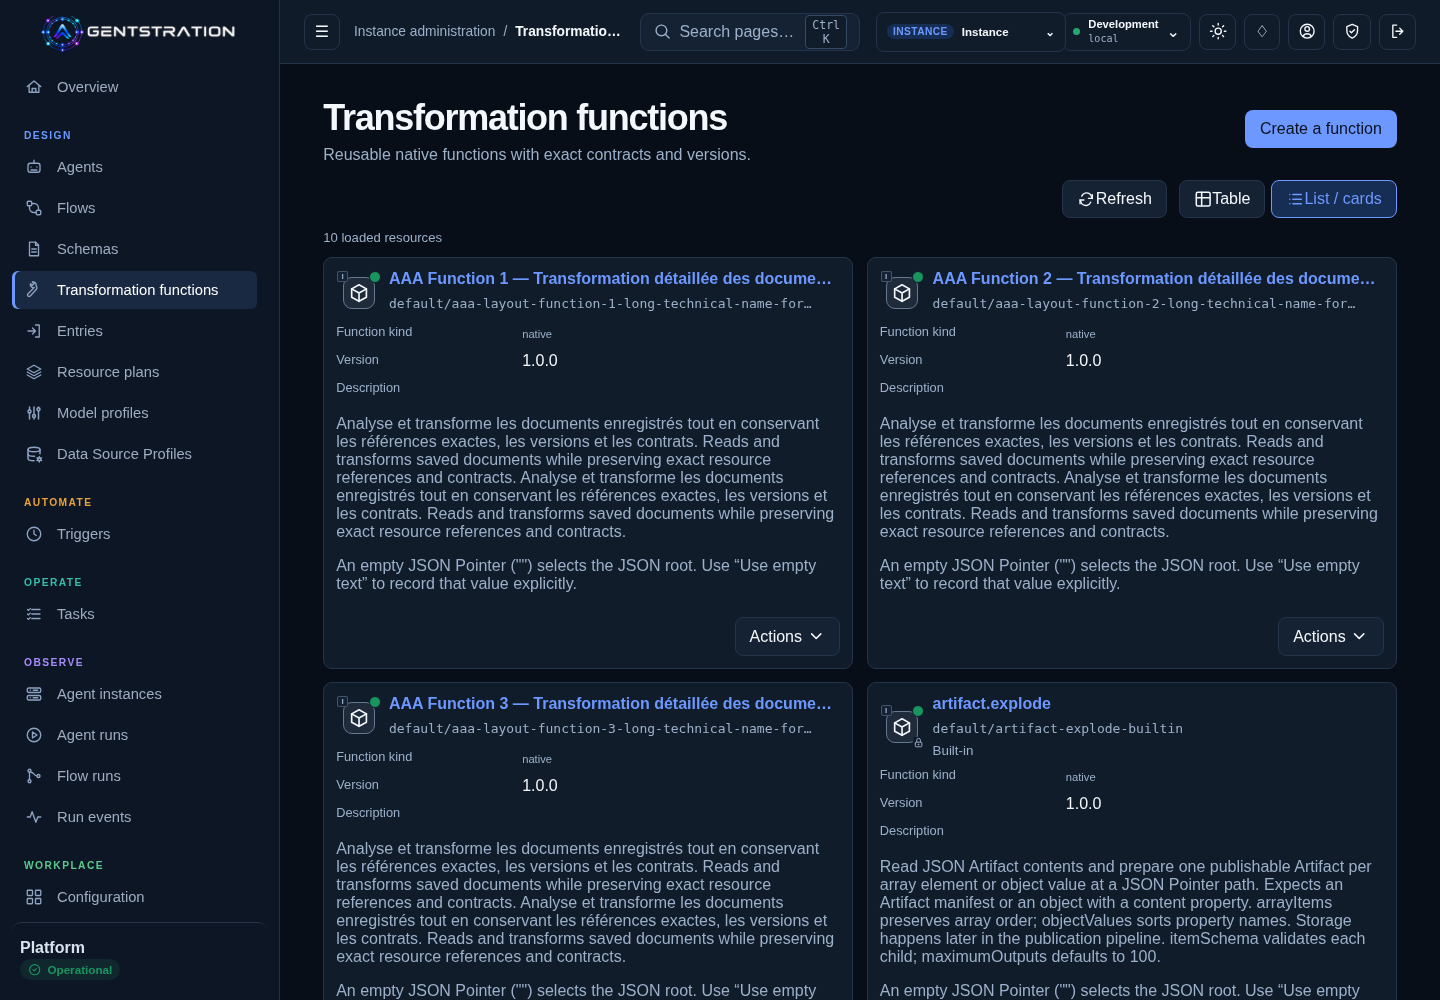 GENTSTRATION
Overview
DESIGN
Agents
Flows
Schemas
Transformation functions
Entries
Resource plans
Model profiles
Data Source Profiles
AUTOMATE
Triggers
OPERATE
Tasks
OBSERVE
Agent instances
Agent runs
Flow runs
Run events
WORKPLACE
Configuration
Platform
Operational
Instance administration / Transformatio…
Search pages…
Ctrl
K
INSTANCE Instance
Development
local
Transformation functions
Reusable native functions with exact contracts and versions.
Create a function
Refresh
Table
List / cards
10 loaded resources
I
AAA Function 1 — Transformation détaillée des docume…
default/aaa-layout-function-1-long-technical-name-for…
Function kind native
Version 1.0.0
Description
Analyse et transforme les documents enregistrés tout en conservant
les références exactes, les versions et les contrats. Reads and
transforms saved documents while preserving exact resource
references and contracts. Analyse et transforme les documents
enregistrés tout en conservant les références exactes, les versions et
les contrats. Reads and transforms saved documents while preserving
exact resource references and contracts.
An empty JSON Pointer ("") selects the JSON root. Use “Use empty
text” to record that value explicitly.
Actions
I
AAA Function 2 — Transformation détaillée des docume…
default/aaa-layout-function-2-long-technical-name-for…
Function kind native
Version 1.0.0
Description
Analyse et transforme les documents enregistrés tout en conservant
les références exactes, les versions et les contrats. Reads and
transforms saved documents while preserving exact resource
references and contracts. Analyse et transforme les documents
enregistrés tout en conservant les références exactes, les versions et
les contrats. Reads and transforms saved documents while preserving
exact resource references and contracts.
An empty JSON Pointer ("") selects the JSON root. Use “Use empty
text” to record that value explicitly.
Actions
I
AAA Function 3 — Transformation détaillée des docume…
default/aaa-layout-function-3-long-technical-name-for…
Function kind native
Version 1.0.0
Description
Analyse et transforme les documents enregistrés tout en conservant
les références exactes, les versions et les contrats. Reads and
transforms saved documents while preserving exact resource
references and contracts. Analyse et transforme les documents
enregistrés tout en conservant les références exactes, les versions et
les contrats. Reads and transforms saved documents while preserving
exact resource references and contracts.
An empty JSON Pointer ("") selects the JSON root. Use “Use empty
I
artifact.explode
default/artifact-explode-builtin
Built-in
Function kind native
Version 1.0.0
Description
Read JSON Artifact contents and prepare one publishable Artifact per
array element or object value at a JSON Pointer path. Expects an
Artifact manifest or an object with a content property. arrayItems
preserves array order; objectValues sorts property names. Storage
happens later in the publication pipeline. itemSchema validates each
child; maximumOutputs defaults to 100.
An empty JSON Pointer ("") selects the JSON root. Use “Use empty